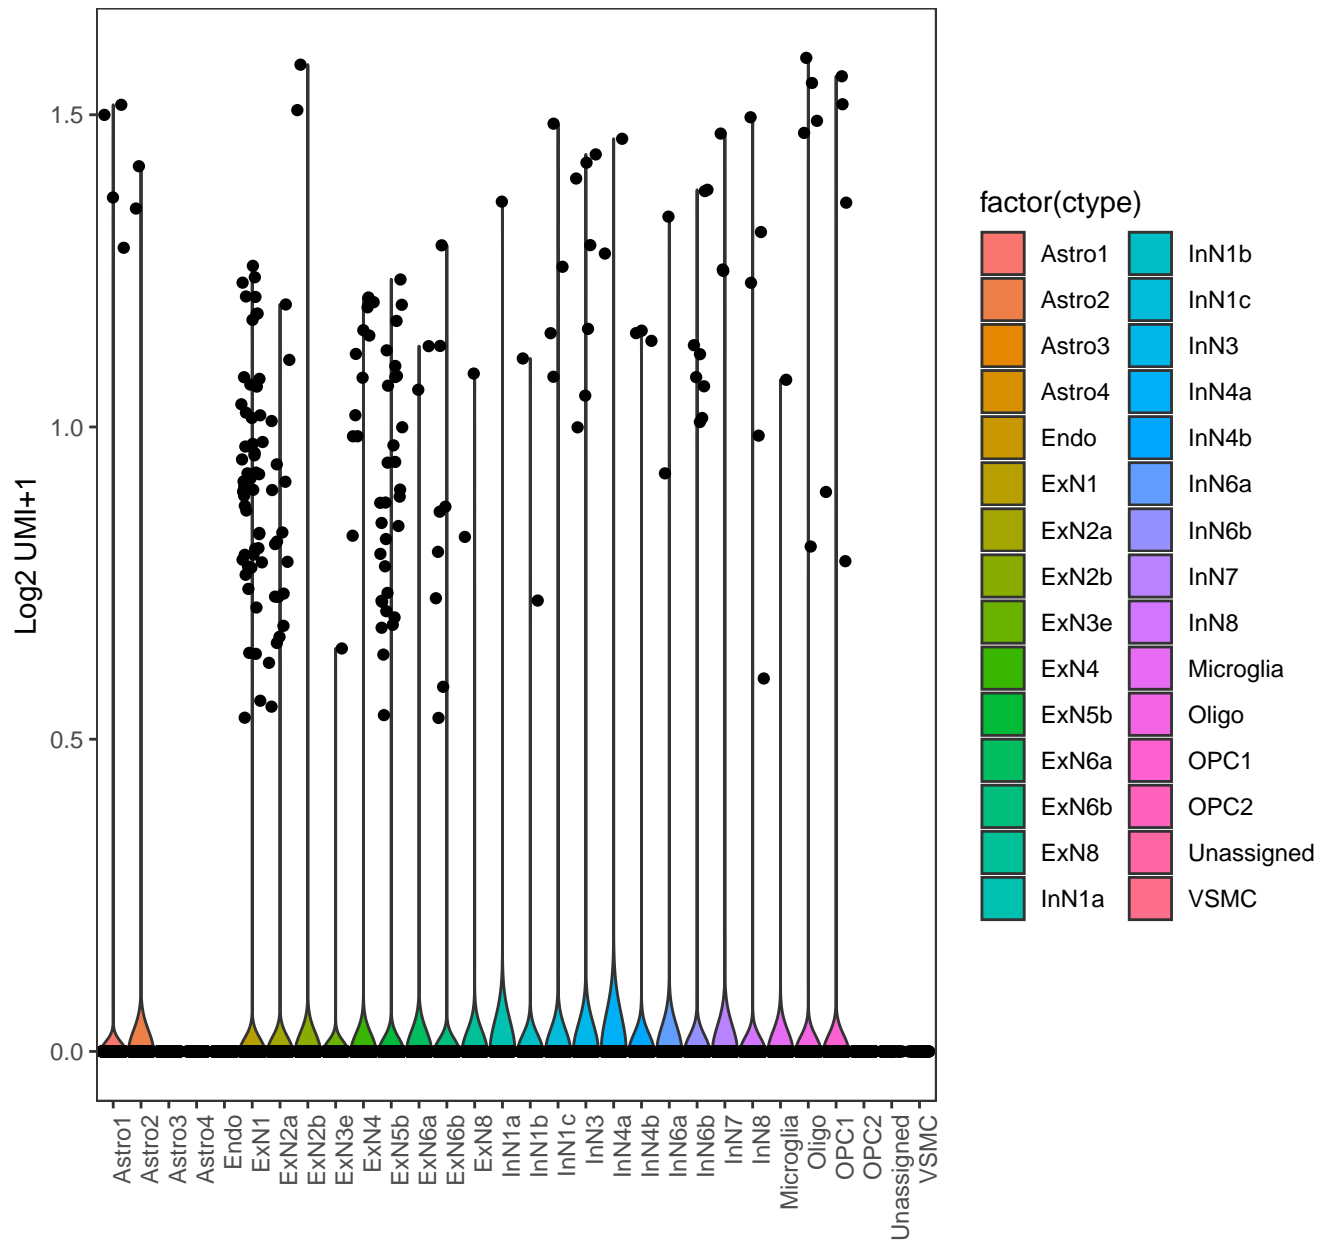 Log2 UMI+1
1.5
1.0
0.5
0.0
Astro1
Astro2
Astro3
Astro4
Endo
ExN1
ExN2a
ExN2b
ExN3e
ExN4
ExN5b
ExN6a
ExN6b
ExN8
InN1a
InN1b
InN1c
InN3
InN4a
InN4b
InN6a
InN6b
InN7
InN8
Microglia
Oligo
OPC1
OPC2
Unassigned
VSMC
factor(ctype)
Astro1
Astro2
Astro3
Astro4
Endo
ExN1
ExN2a
ExN2b
ExN3e
ExN4
ExN5b
ExN6a
ExN6b
ExN8
InN1a
InN1b
InN1c
InN3
InN4a
InN4b
InN6a
InN6b
InN7
InN8
Microglia
Oligo
OPC1
OPC2
Unassigned
VSMC